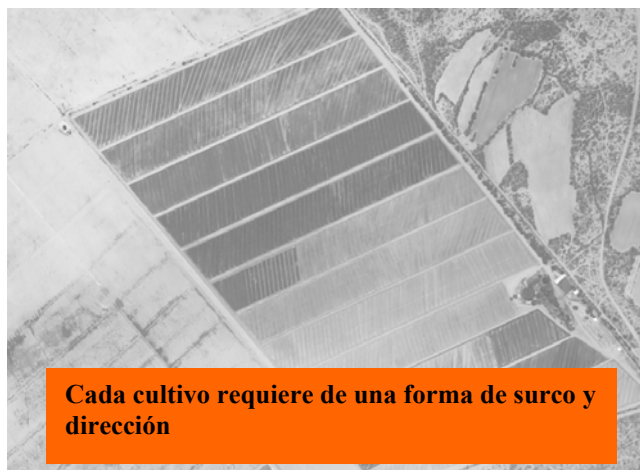 Cada cultivo requiere de una forma de surco y
dirección